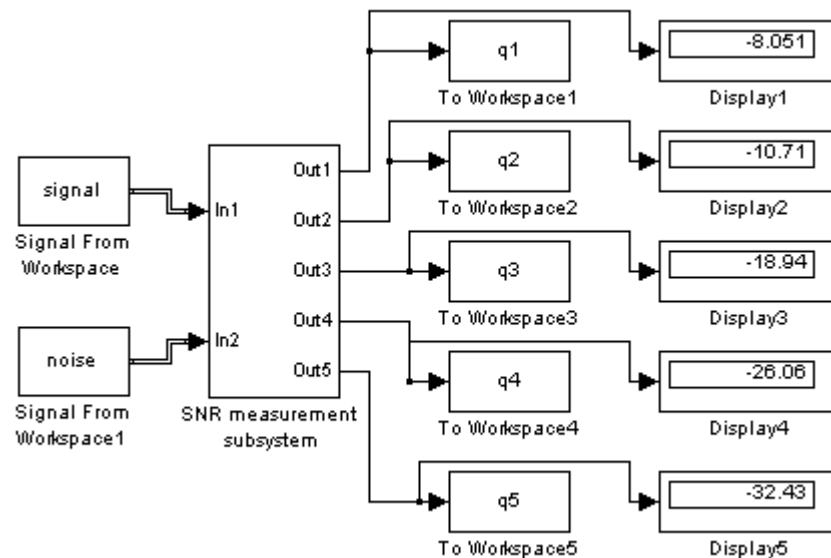 q1
-8.051
To Workspace1
Display1
signal
Out1
q2
-10.71
To Workspace2
Display2
In1
Out2
Signal From
Workspace
Out3
q3
-18.94
To Workspace3
Display3
noise
In2
Out4
q4
-26.06
To Workspace4
Display4
Signal From
Workspace1
Out5
SNR measurement
subsystem
q5
-32.43
To Workspace5
Display5